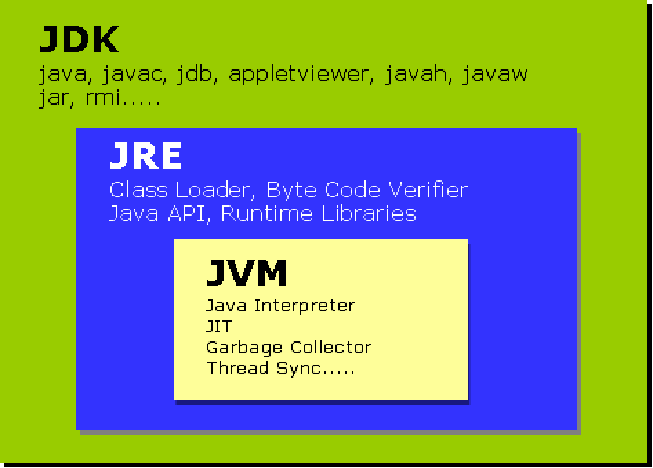 JDK
java, javac, jdb, appletviewer, javah, javaw
jar, rmi.....
JRE
Class Loader, Byte Code Verifier
Java API, Runtime Libraries
JVM
Java Interpreter
JIT
Garbage Collector
Thread Sync.....